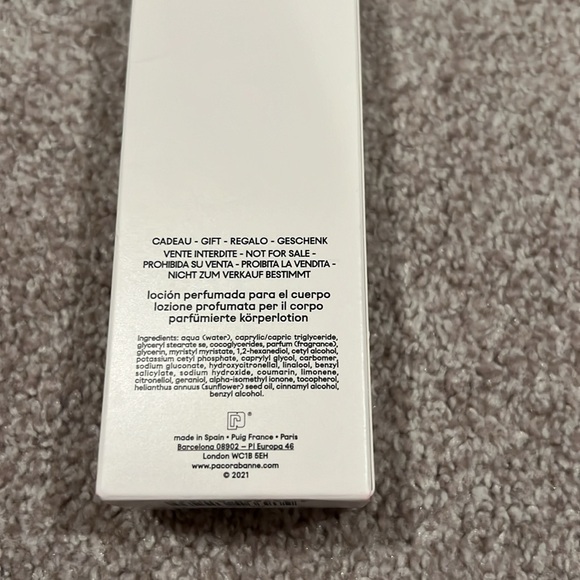 CADEAU - GIFT - REGALO - GESCHENK
VENTE INTERDITE - NOT FOR SALE -
PROHIBIDA SU VENTA - PROIBITA LA VENDITA -
NICHT ZUM VERKAUF BESTIMMT
loción perfumada para el cuerpo
lozione profumata per il corpo
parfümierte körperlotion
ingredients: aqua (water), caprylic/capric triglyceride,
glyceryl stearate se, cocoglycerides, parfum (fragrance),
glycerin, myristyl myristate, 1,2-hexanediol, cetyl alcohol,
potassium cetyl phosphate, caprylyl glycol, carbomer
sodium gluconate, hydroxycitronellal, linalool, benzyl
salicylate, sodium hydroxide, coumarin, limonene,
citronellol, geraniol, alpha-isomethyl ionone, tocopherol,
helianthus annuus (sunflower) seed oil, cinnamyl alcohol,
benzyl alcohol.
®
made in Spain • Puig France • Paris
Barcelona 08902 – Pl Europa 46
London WC1B 5EH
www.pacorabanne.com
© 2021